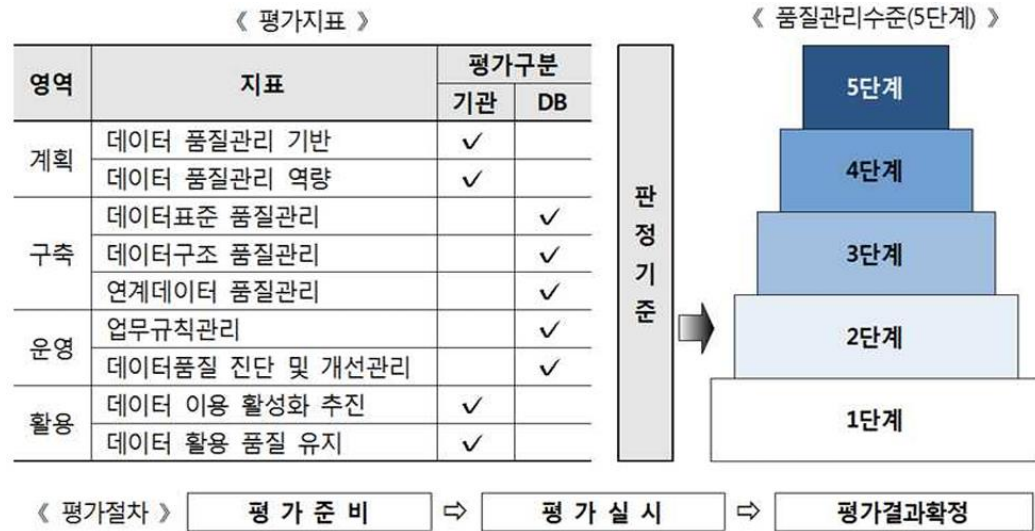 《 평가지표 》
영역 지표 평가구분
기관 DB
계획 데이터 품질관리 기반 ✓
데이터 품질관리 역량 ✓
구축 데이터표준 품질관리 ✓
데이터구조 품질관리 ✓
연계데이터 품질관리 ✓
운영 업무규칙관리 ✓
데이터품질 진단 및 개선관리 ✓
활용 데이터 이용 활성화 추진 ✓
데이터 활용 품질 유지 ✓
판
정
기
준
《 품질관리수준(5단계) 》
5단계
4단계
3단계
2단계
1단계
《 평가절차 》 평 가 준 비 ⇨ 평 가 실 시 ⇨ 평가결과확정